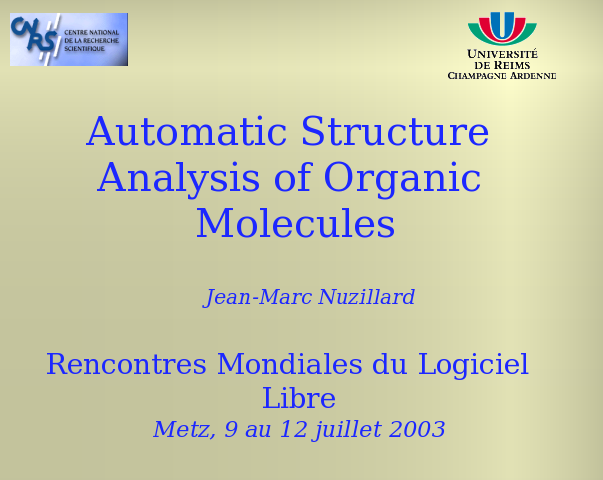 CNRS
CENTRE NATIONAL
DE LA RECHERCHE
SCIENTIFIQUE
UNIVERSITÉ
DE REIMS
CHAMPAGNE ARDENNE
Automatic Structure
Analysis of Organic
Molecules
Jean-Marc Nuzillard
Rencontres Mondiales du Logiciel
Libre
Metz, 9 au 12 juillet 2003